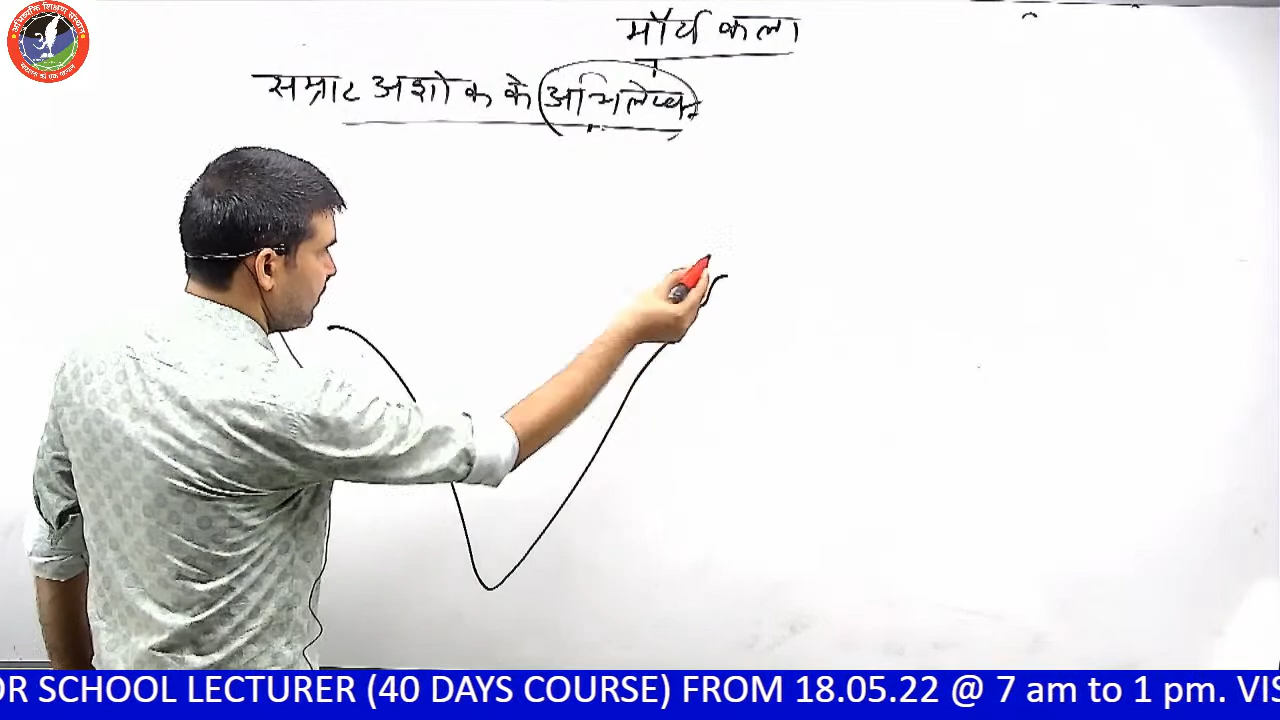 मौर्य कला
सम्राट अशोक के अभिलेख
OR SCHOOL LECTURER (40 DAYS COURSE) FROM 18.05.22 @ 7 am to 1 pm. VIS